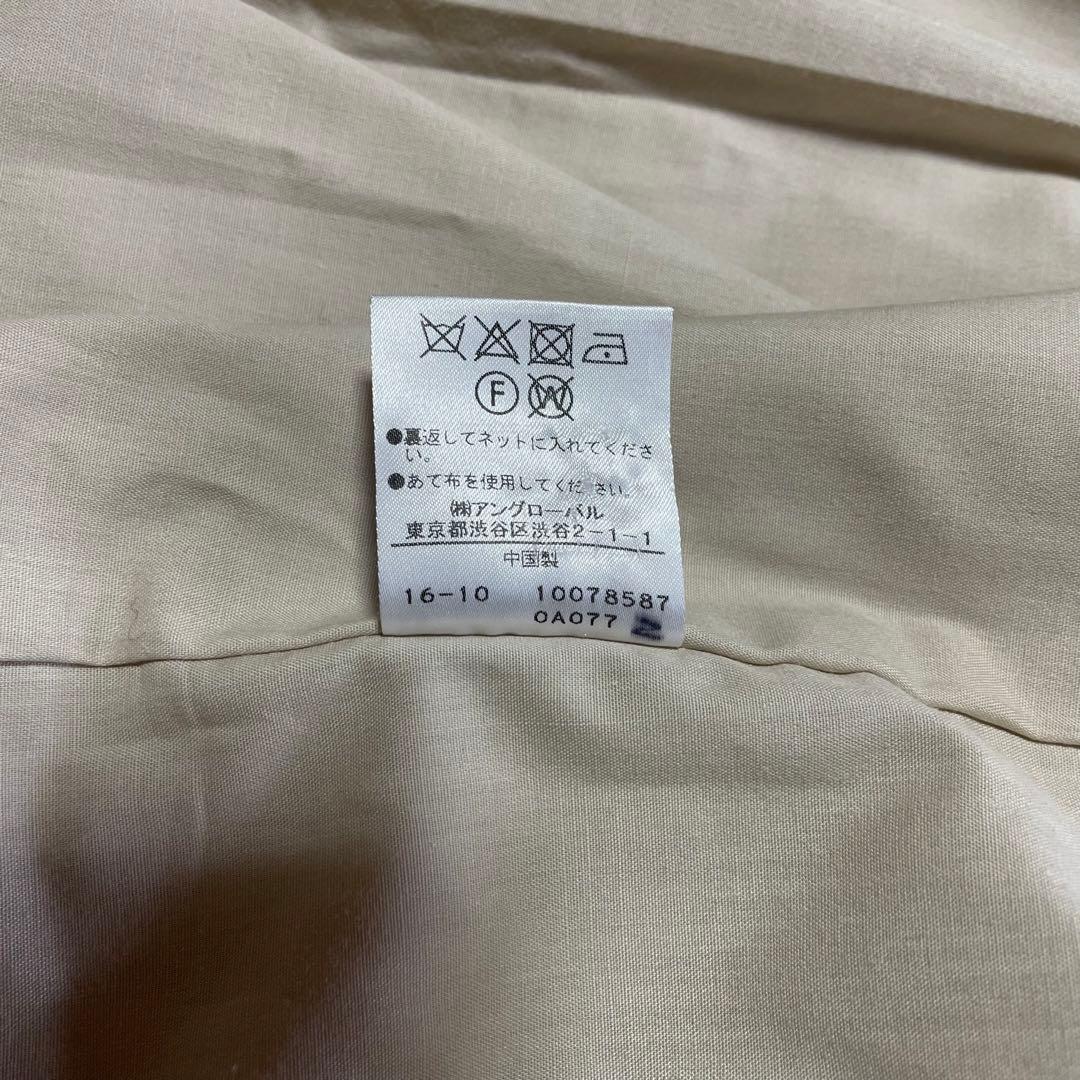 F W
●裏返してネットに入れてくださ
い。
●あて布を使用してください。
㈱アングローバル
東京都渋谷区渋谷2-1-1
中国製
16-10 10078587
0A077